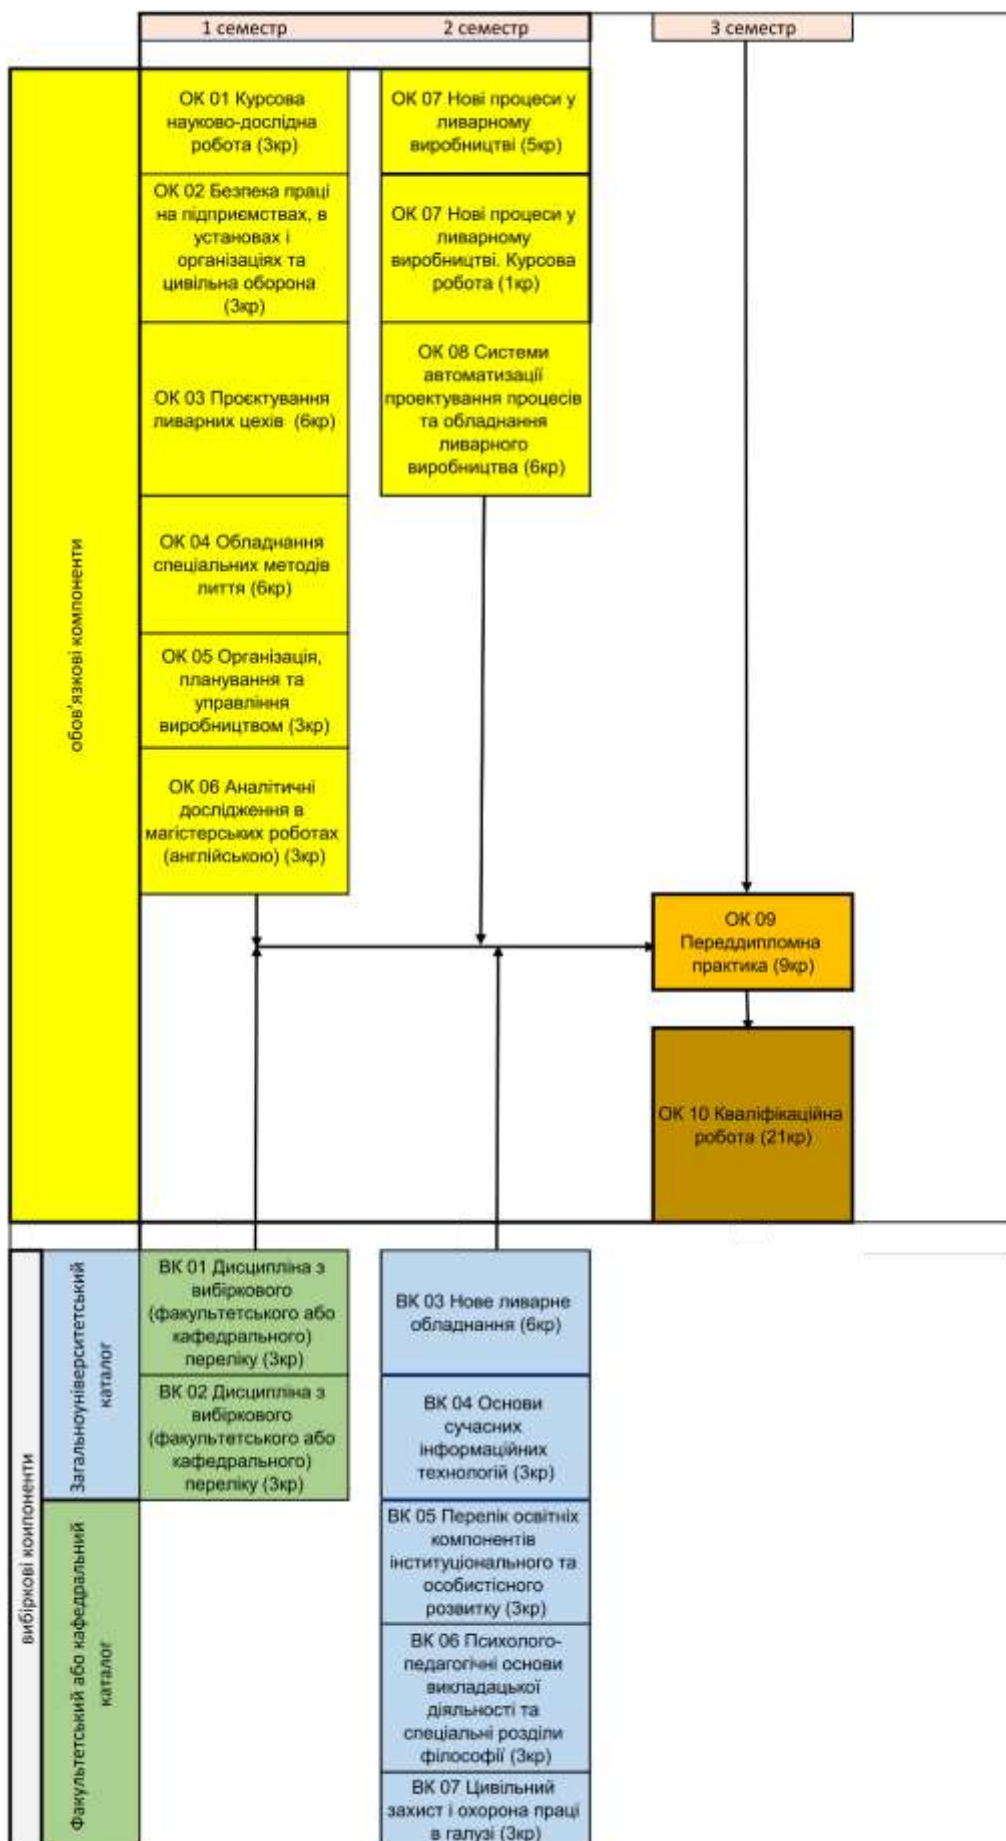 1 семестр
2 семестр
3 семестр
обов'язкові компоненти
ОК 01 Курсова
науково-дослідна
робота (3кр)
ОК 02 Безпека праці
на підприємствах, в
установах і
організаціях та
цивільна оборона
(3кр)
ОК 03 Проєктування
ливарних цехів (6кр)
ОК 04 Обладнання
спеціальних методів
лиття (6кр)
ОК 05 Організація,
планування та
управління
виробництвом (3кр)
ОК 06 Аналітичні
дослідження в
магістерських роботах
(англійською) (3кр)
ОК 07 Нові процеси у
ливарному
виробництві (5кр)
ОК 07 Нові процеси у
ливарному
виробництві. Курсова
робота (1кр)
ОК 08 Системи
автоматизації
проектування процесів
та обладнання
ливарного
виробництва (6кр)
ОК 09
Переддипломна
практика (9кр)
ОК 10 Кваліфікаційна
робота (21кр)
вибіркові коипоненти
Загальноуніверситетський
каталог
Факультетський або кафедральний
каталог
ВК 01 Дисципліна з
вибіркового
(факультетського або
кафедрального)
переліку (3кр)
ВК 02 Дисципліна з
вибіркового
(факультетського або
кафедрального)
переліку (3кр)
ВК 03 Нове ливарне
обладнання (6кр)
ВК 04 Основи
сучасних
інформаційних
технологій (3кр)
ВК 05 Перелік освітніх
компонентів
інституціонального та
особистісного
розвитку (3кр)
ВК 06 Психолого-
педагогічні основи
викладацької
діяльності та
спеціальні розділи
філософії (3кр)
ВК 07 Цивільний
захист і охорона праці
в галузі (3кр)